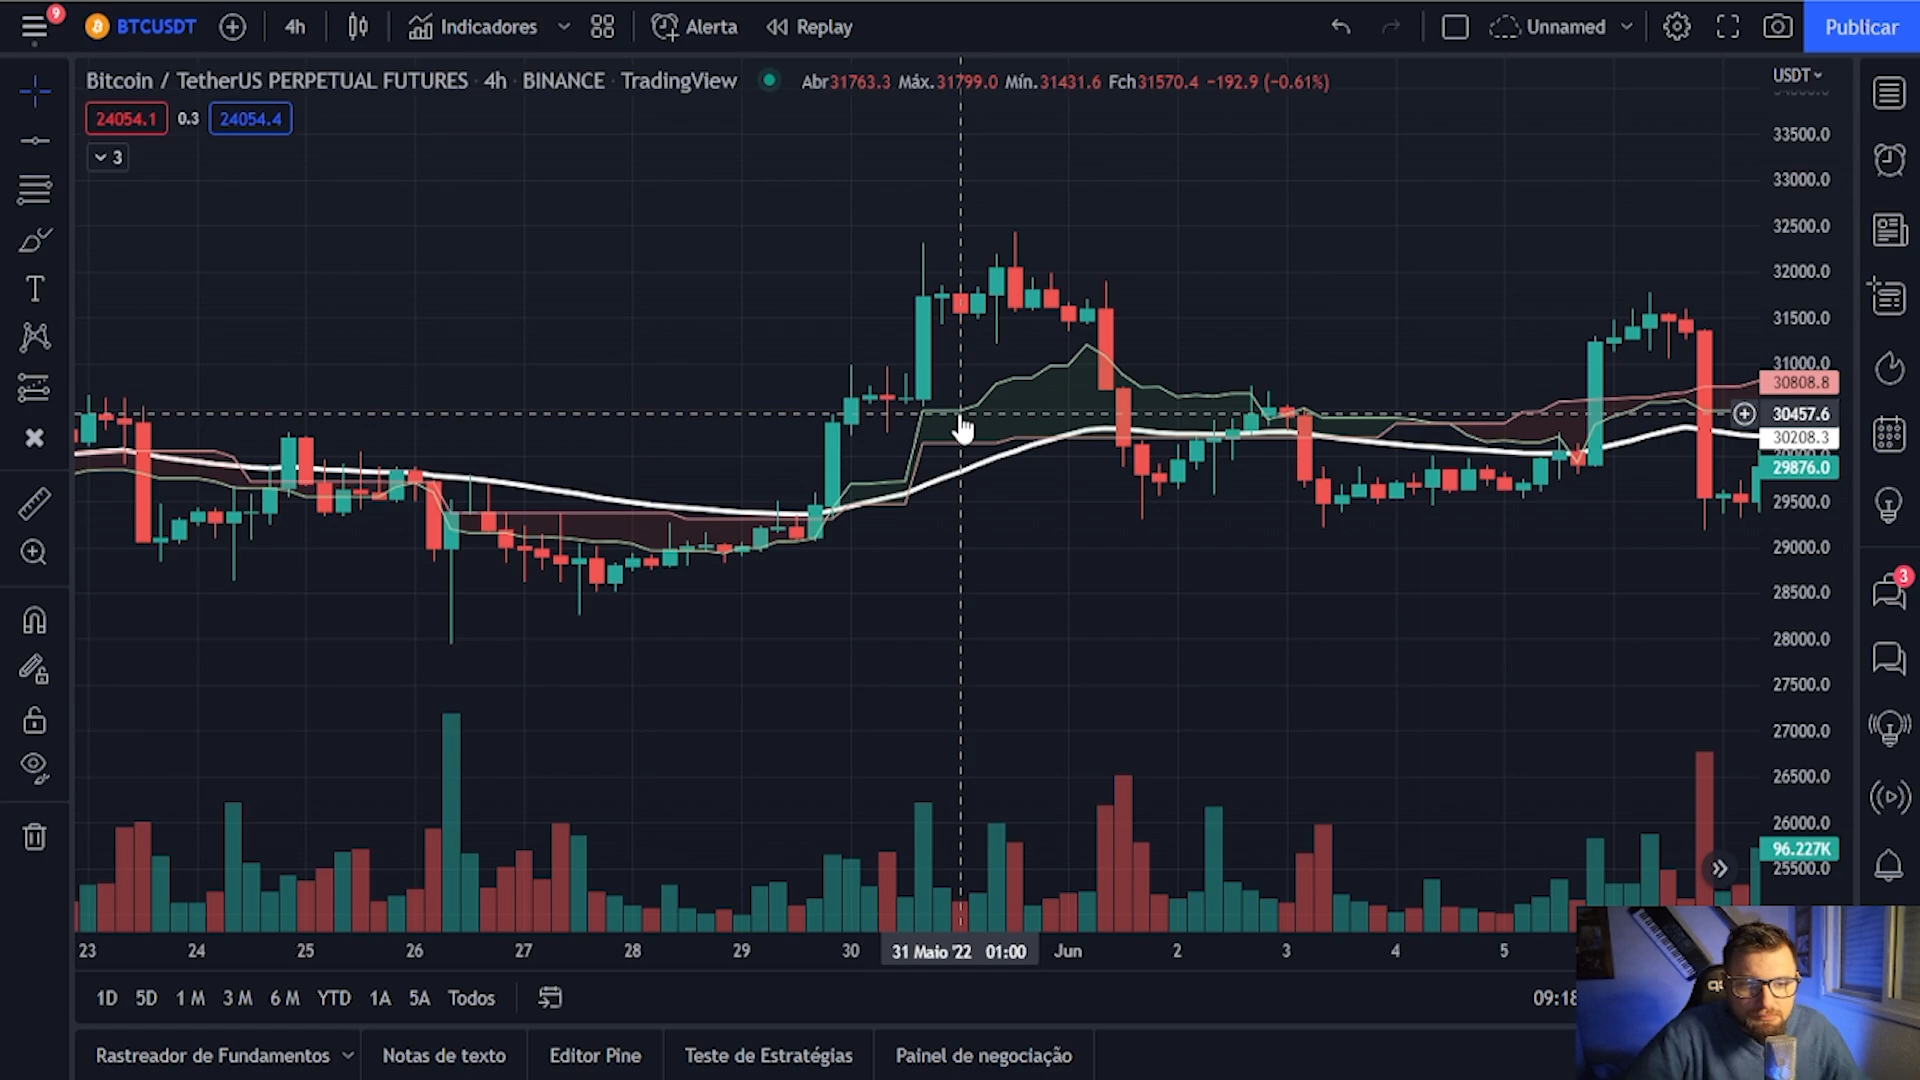 9
BTCUSDT
4h
Indicadores
Alerta
Replay
Unnamed
Publicar
Bitcoin / TetherUS PERPETUAL FUTURES · 4h · BINANCE · TradingView
Abr31763.3 Máx.31799.0 Mín.31431.6 Fch31570.4 −192.9 (−0.61%)
USDT
24054.1
0.3
24054.4
3
33500.0
33000.0
32500.0
32000.0
31500.0
31000.0
30808.8
30457.6
30208.3
29876.0
29500.0
29000.0
28500.0
28000.0
27500.0
27000.0
26500.0
26000.0
96.227K
25500.0
3
23
24
25
26
27
28
29
30
31 Maio '22 01:00
Jun
2
3
4
5
1D
5D
1 M
3 M
6 M
YTD
1A
5A
Todos
09:18
Rastreador de Fundamentos
Notas de texto
Editor Pine
Teste de Estratégias
Painel de negociação